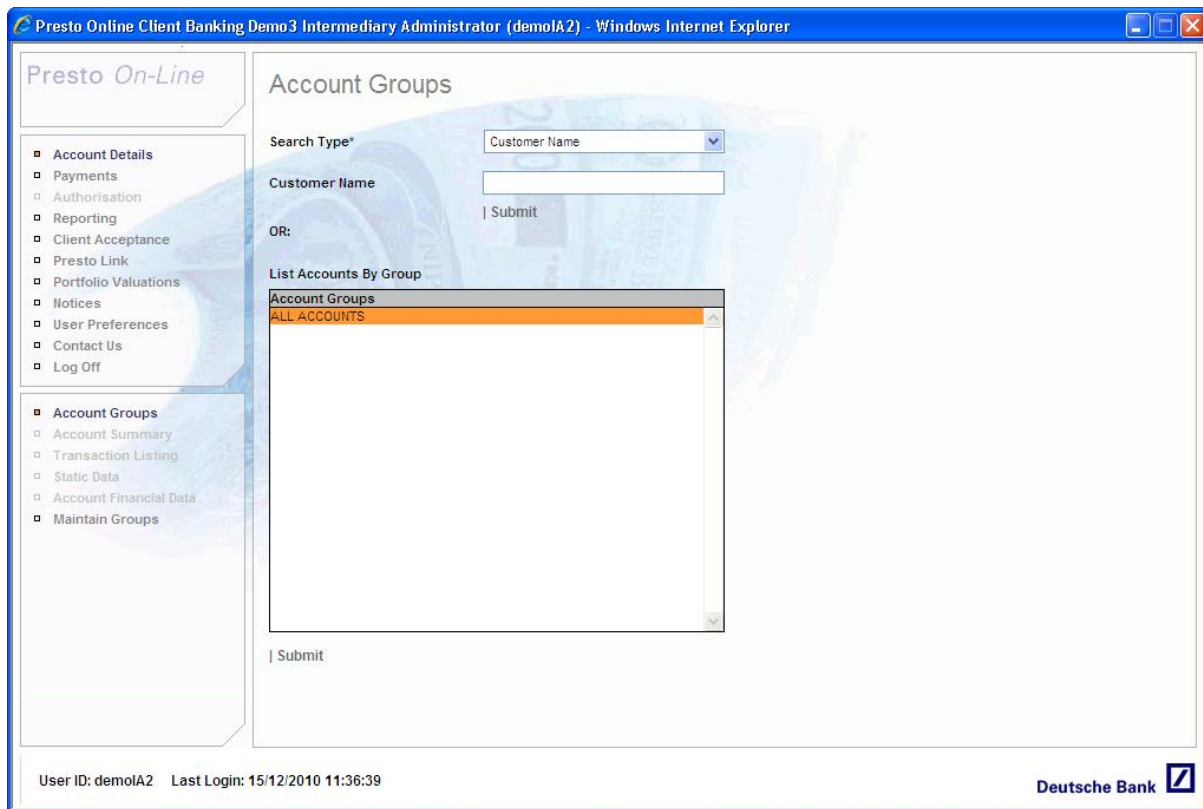 Presto Online Client Banking Demo3 Intermediary Administrator (demoIA2) - Windows Internet Explorer
Presto On-Line
Account Details
Payments
Authorisation
Reporting
Client Acceptance
Presto Link
Portfolio Valuations
Notices
User Preferences
Contact Us
Log Off
Account Groups
Account Summary
Transaction Listing
Static Data
Account Financial Data
Maintain Groups
Account Groups
Search Type* Customer Name
Customer Name
| Submit
OR:
List Accounts By Group
Account Groups
ALL ACCOUNTS
| Submit
User ID: demoIA2 Last Login: 15/12/2010 11:36:39
Deutsche Bank